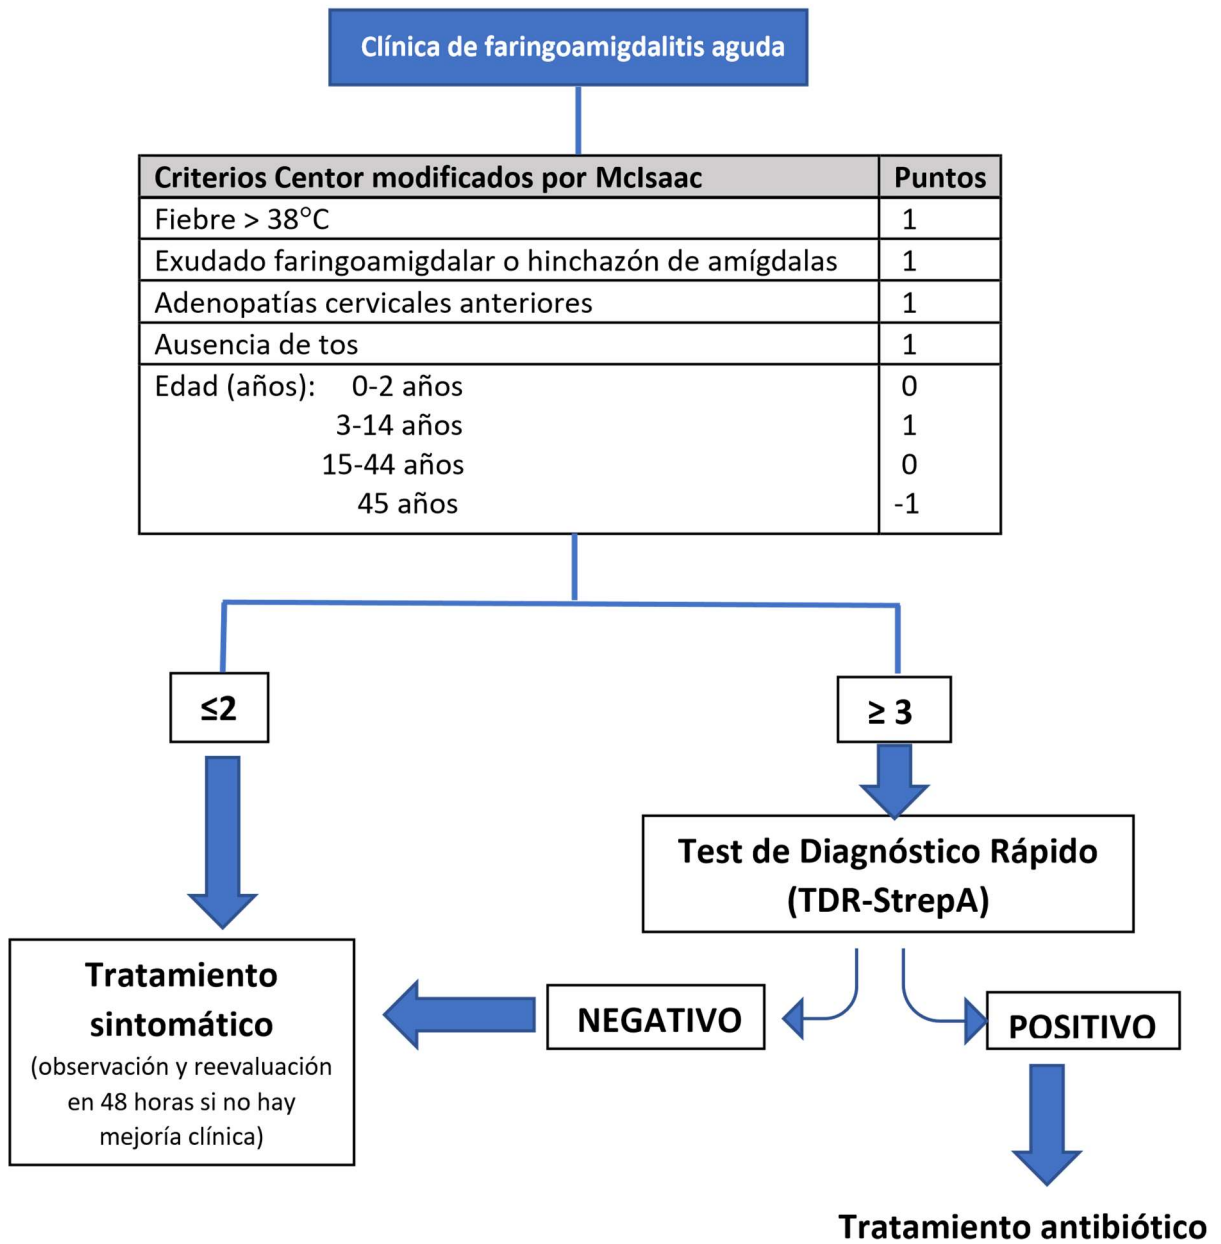 Clínica de faringoamigdalitis aguda
Criterios Centor modificados por McIsaac Puntos
Fiebre > 38°C 1
Exudado faringoamigdalar o hinchazón de amígdalas 1
Adenopatías cervicales anteriores 1
Ausencia de tos 1
Edad (años): 0-2 años 0
3-14 años 1
15-44 años 0
45 años -1
≤2
≥ 3
Test de Diagnóstico Rápido
(TDR-StrepA)
NEGATIVO
POSITIVO
Tratamiento
sintomático
(observación y reevaluación
en 48 horas si no hay
mejoría clínica)
Tratamiento antibiótico